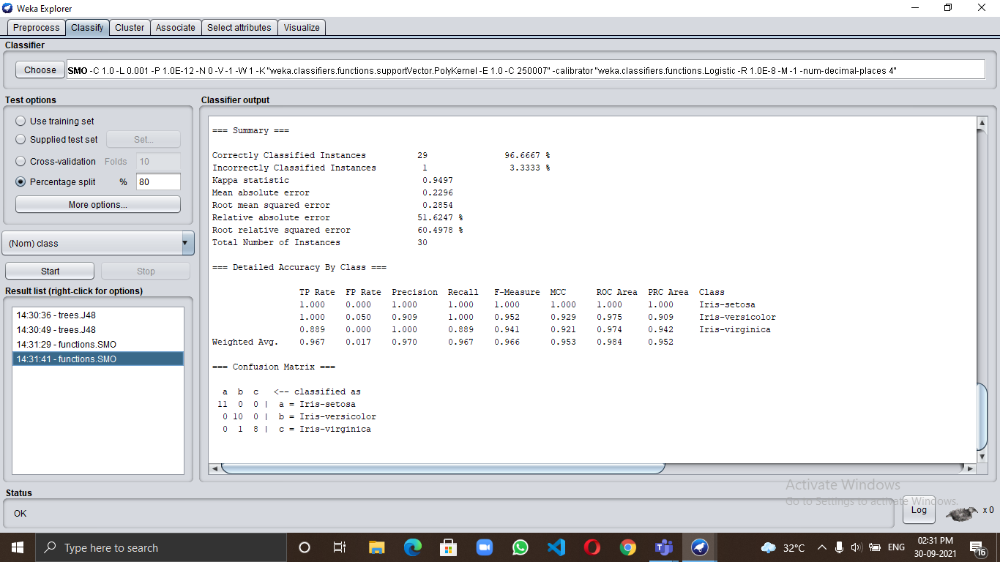 Weka Explorer
Preprocess Classify Cluster Associate Select attributes Visualize
Classifier
Choose SMO -C 1.0 -L 0.001 -P 1.0E-12 -N 0 -V -1 -W 1 -K "weka.classifiers.functions.supportVector.PolyKernel -E 1.0 -C 250007" -calibrator "weka.classifiers.functions.Logistic -R 1.0E-8 -M -1 -num-decimal-places 4"
Test options
Use training set
Supplied test set Set...
Cross-validation Folds 10
Percentage split % 80
More options...
(Nom) class
Start Stop
Result list (right-click for options)
14:30:36 - trees.J48
14:30:49 - trees.J48
14:31:29 - functions.SMO
14:31:41 - functions.SMO
Classifier output
=== Summary ===
Correctly Classified Instances 29 96.6667 %
Incorrectly Classified Instances 1 3.3333 %
Kappa statistic 0.9497
Mean absolute error 0.2296
Root mean squared error 0.2854
Relative absolute error 51.6247 %
Root relative squared error 60.4978 %
Total Number of Instances 30
=== Detailed Accuracy By Class ===
TP Rate FP Rate Precision Recall F-Measure MCC ROC Area PRC Area Class
1.000 0.000 1.000 1.000 1.000 1.000 1.000 1.000 Iris-setosa
1.000 0.050 0.909 1.000 0.952 0.929 0.975 0.909 Iris-versicolor
0.889 0.000 1.000 0.889 0.941 0.921 0.974 0.942 Iris-virginica
Weighted Avg. 0.967 0.017 0.970 0.967 0.966 0.953 0.984 0.952
=== Confusion Matrix ===
a b c <-- classified as
11 0 0 | a = Iris-setosa
0 10 0 | b = Iris-versicolor
0 1 8 | c = Iris-virginica
Activate Windows
Go to Settings to activate Windows.
Status
OK
Log x 0
Type here to search
32°C ENG 02:31 PM
30-09-2021
16